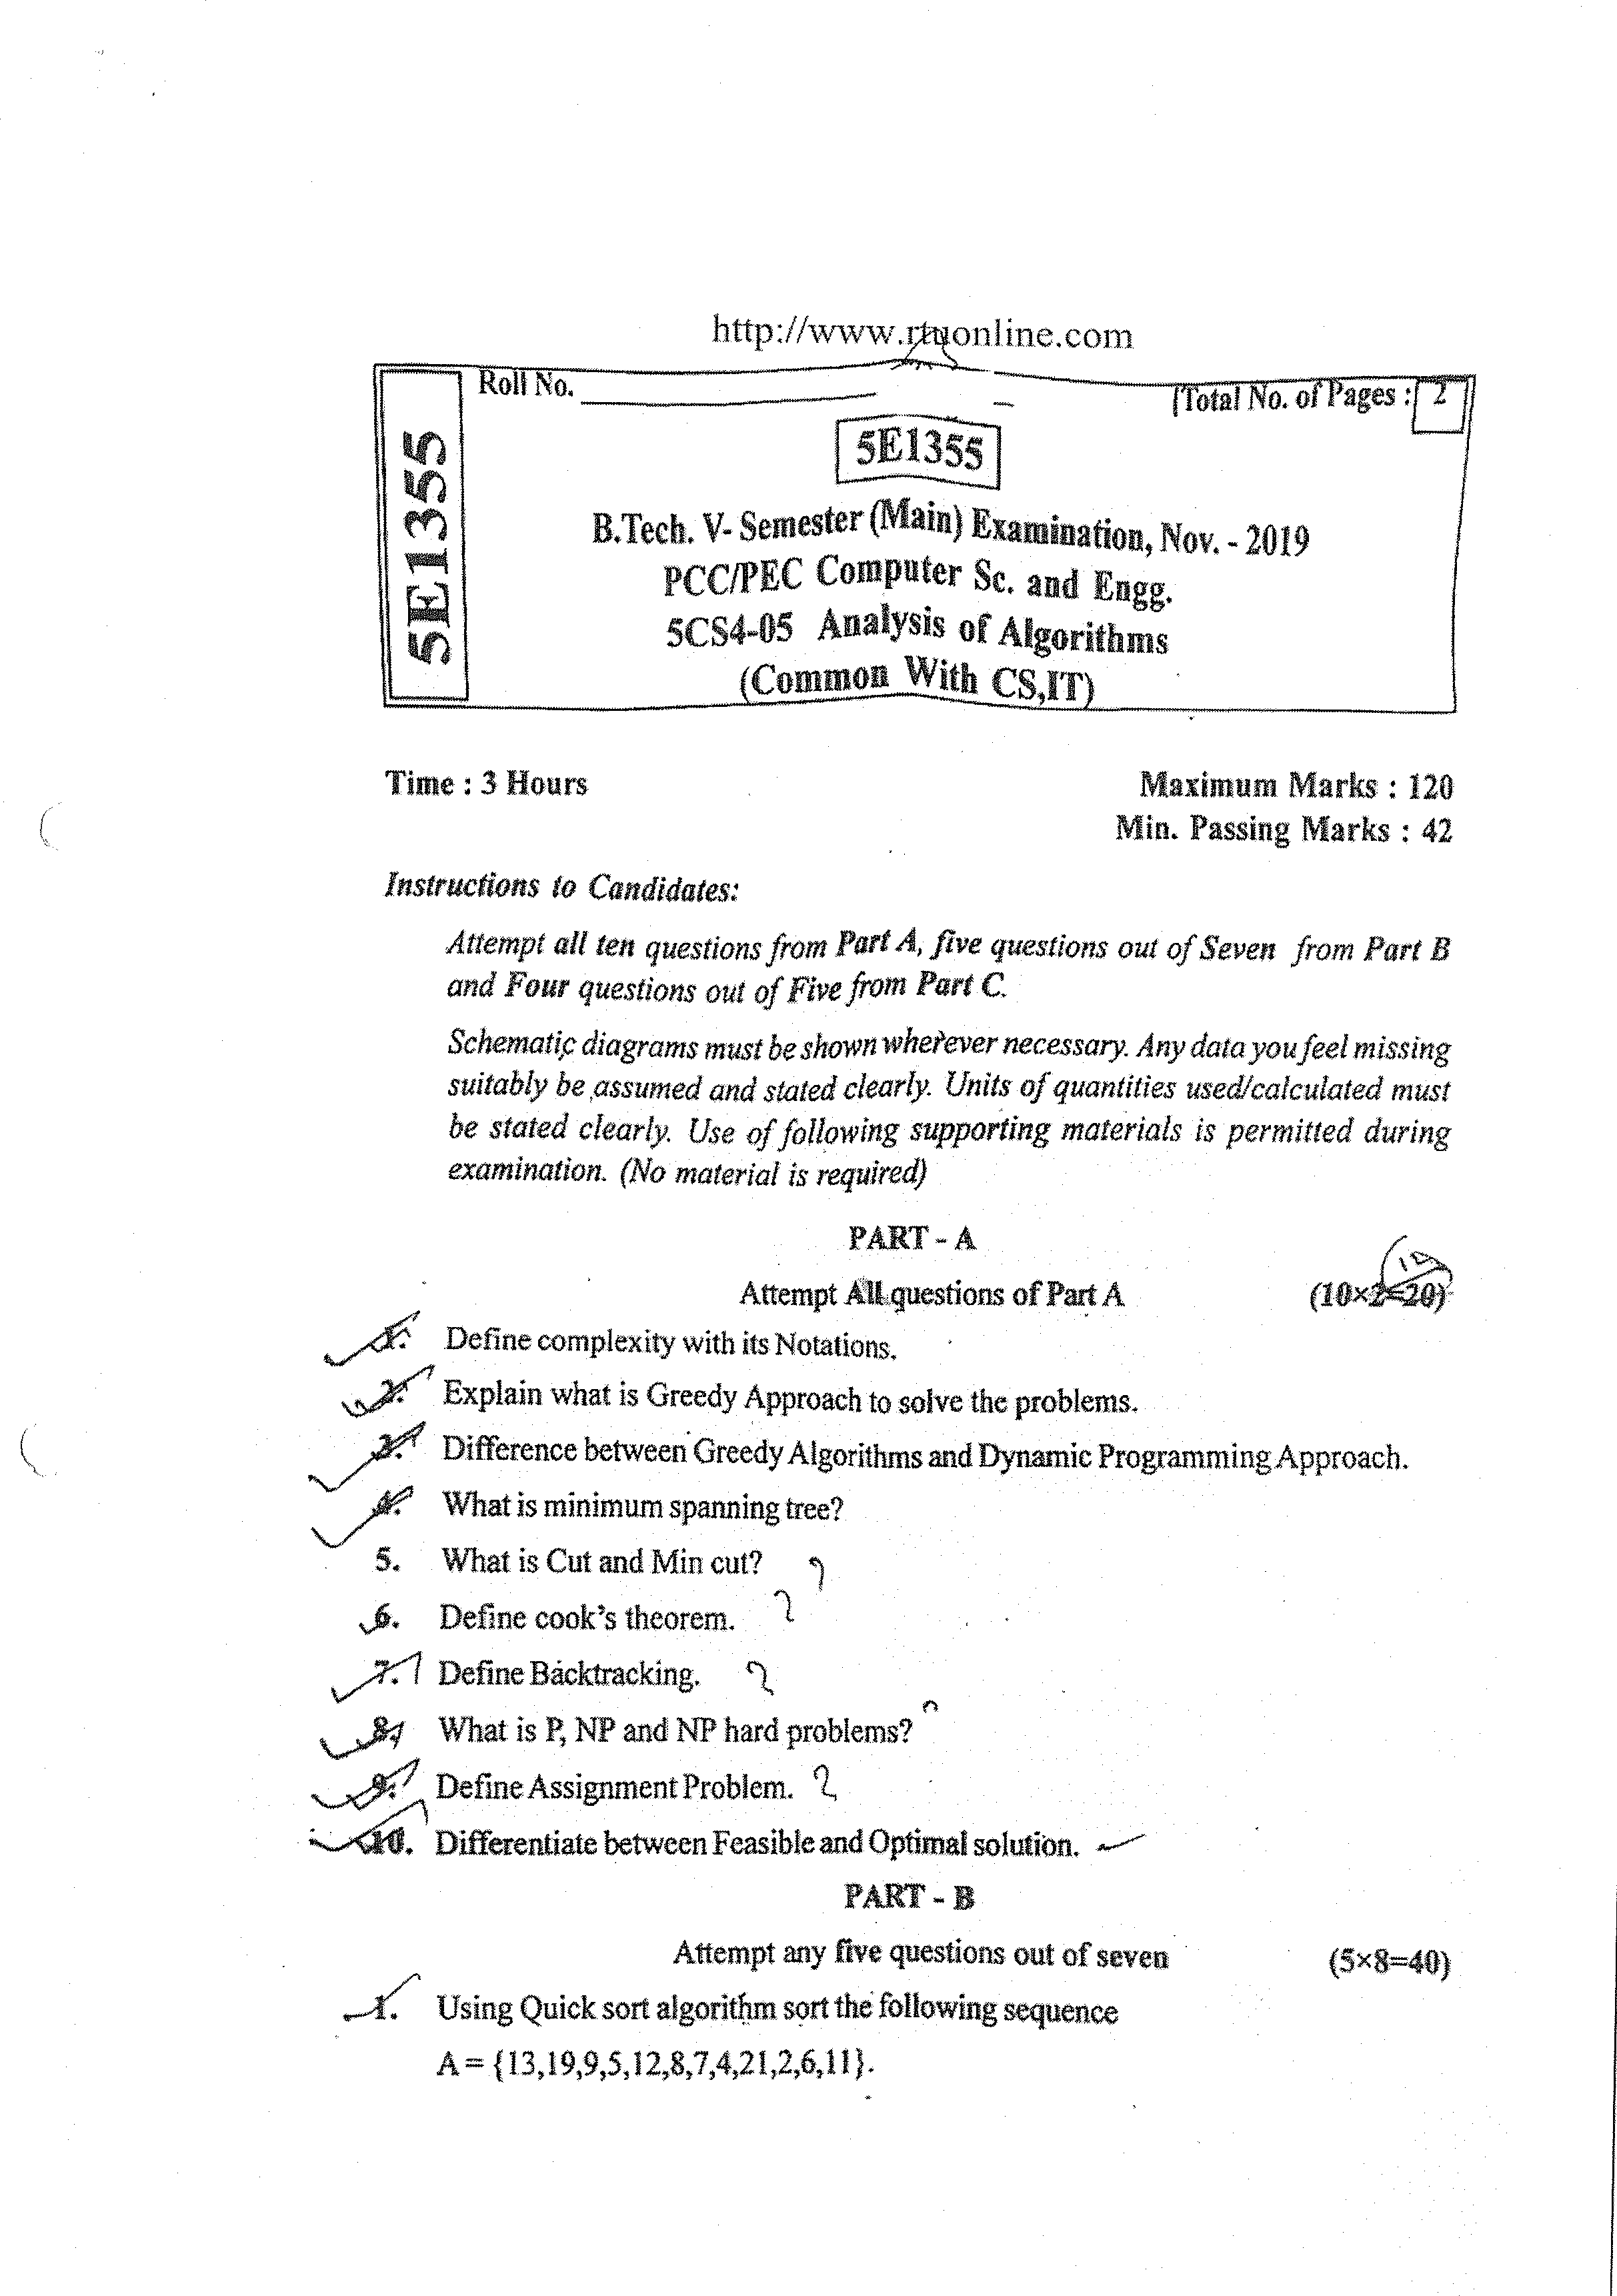 http://www.rtuonline.com
Roll No.
[Total No. of Pages : 2
5E1355
5E1355
B.Tech. V- Semester (Main) Examination, Nov. - 2019
PCC/PEC Computer Sc. and Engg.
5CS4-05 Analysis of Algorithms
(Common With CS,IT)
Time : 3 Hours
Maximum Marks : 120
Min. Passing Marks : 42
Instructions to Candidates:
Attempt all ten questions from Part A, five questions out of Seven from Part B
and Four questions out of Five from Part C.
Schematic diagrams must be shown wherever necessary. Any data you feel missing
suitably be assumed and stated clearly. Units of quantities used/calculated must
be stated clearly. Use of following supporting materials is permitted during
examination. (No material is required)
PART - A
Attempt All questions of Part A
(10×2=20)
1. Define complexity with its Notations.
2. Explain what is Greedy Approach to solve the problems.
3. Difference between Greedy Algorithms and Dynamic Programming Approach.
4. What is minimum spanning tree?
5. What is Cut and Min cut?
6. Define cook's theorem.
7. Define Backtracking.
8. What is P, NP and NP hard problems?
9. Define Assignment Problem.
10. Differentiate between Feasible and Optimal solution.
PART - B
Attempt any five questions out of seven
(5×8=40)
1. Using Quick sort algorithm sort the following sequence
A = {13,19,9,5,12,8,7,4,21,2,6,11}.